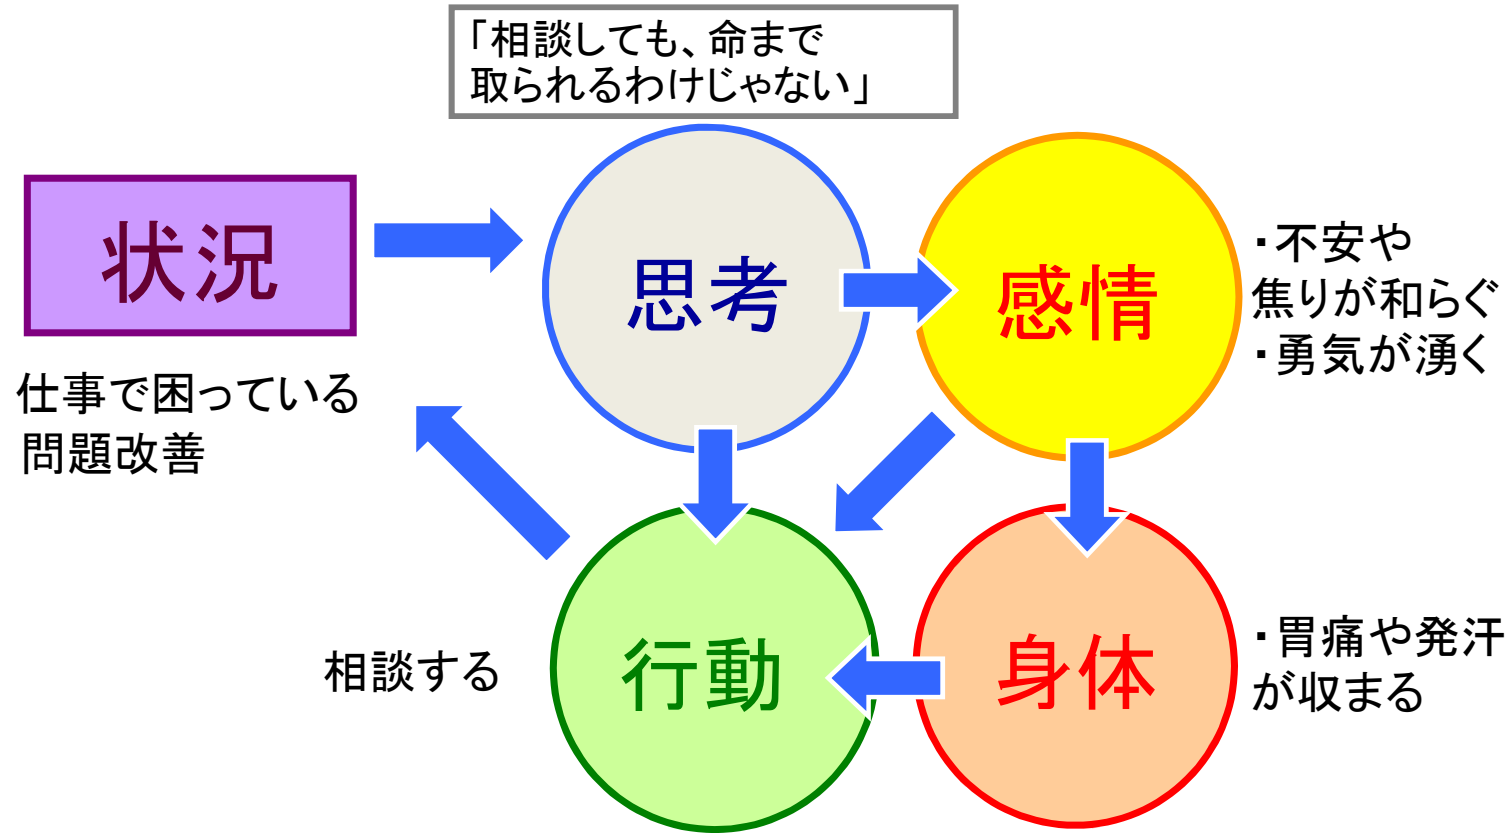 「相談しても、命まで
取られるわけじゃない」
状況
思考
感情
・不安や
焦りが和らぐ
・勇気が湧く
仕事で困っている
問題改善
相談する
行動
身体
・胃痛や発汗
が収まる